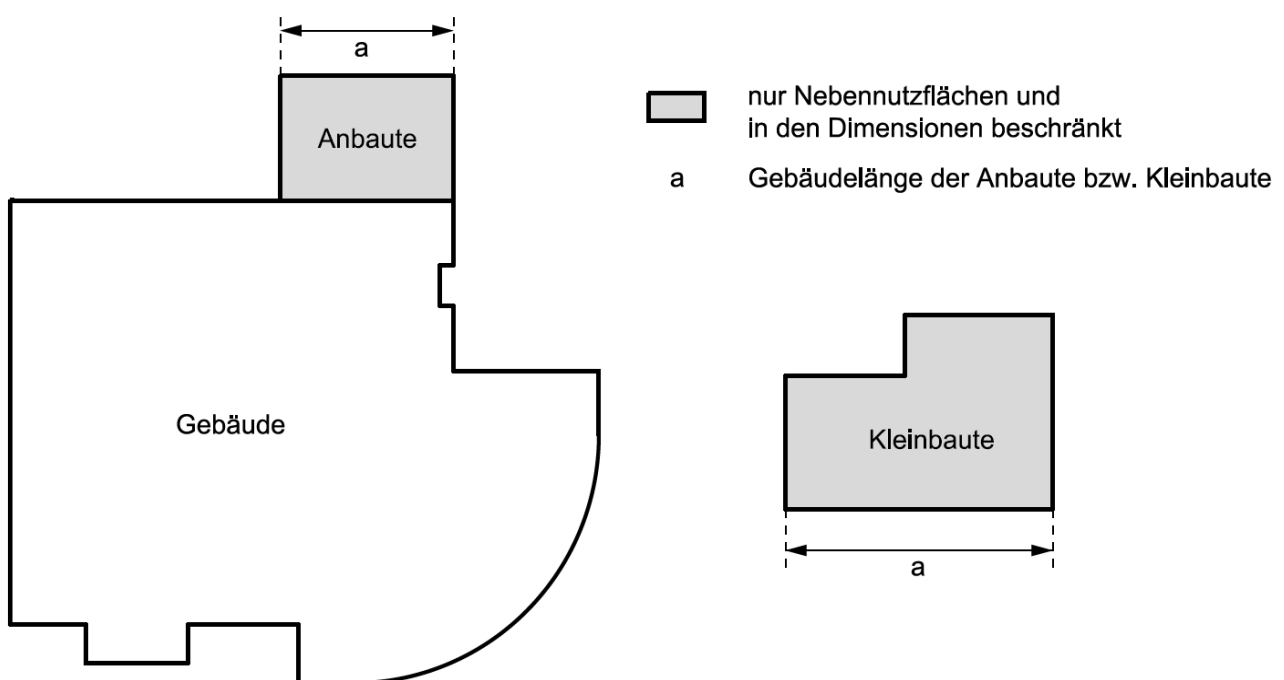 a
Anbaute
nur Nebennutzflächen und
in den Dimensionen beschränkt
a Gebäudelänge der Anbaute bzw. Kleinbaute
Gebäude
Kleinbaute
a